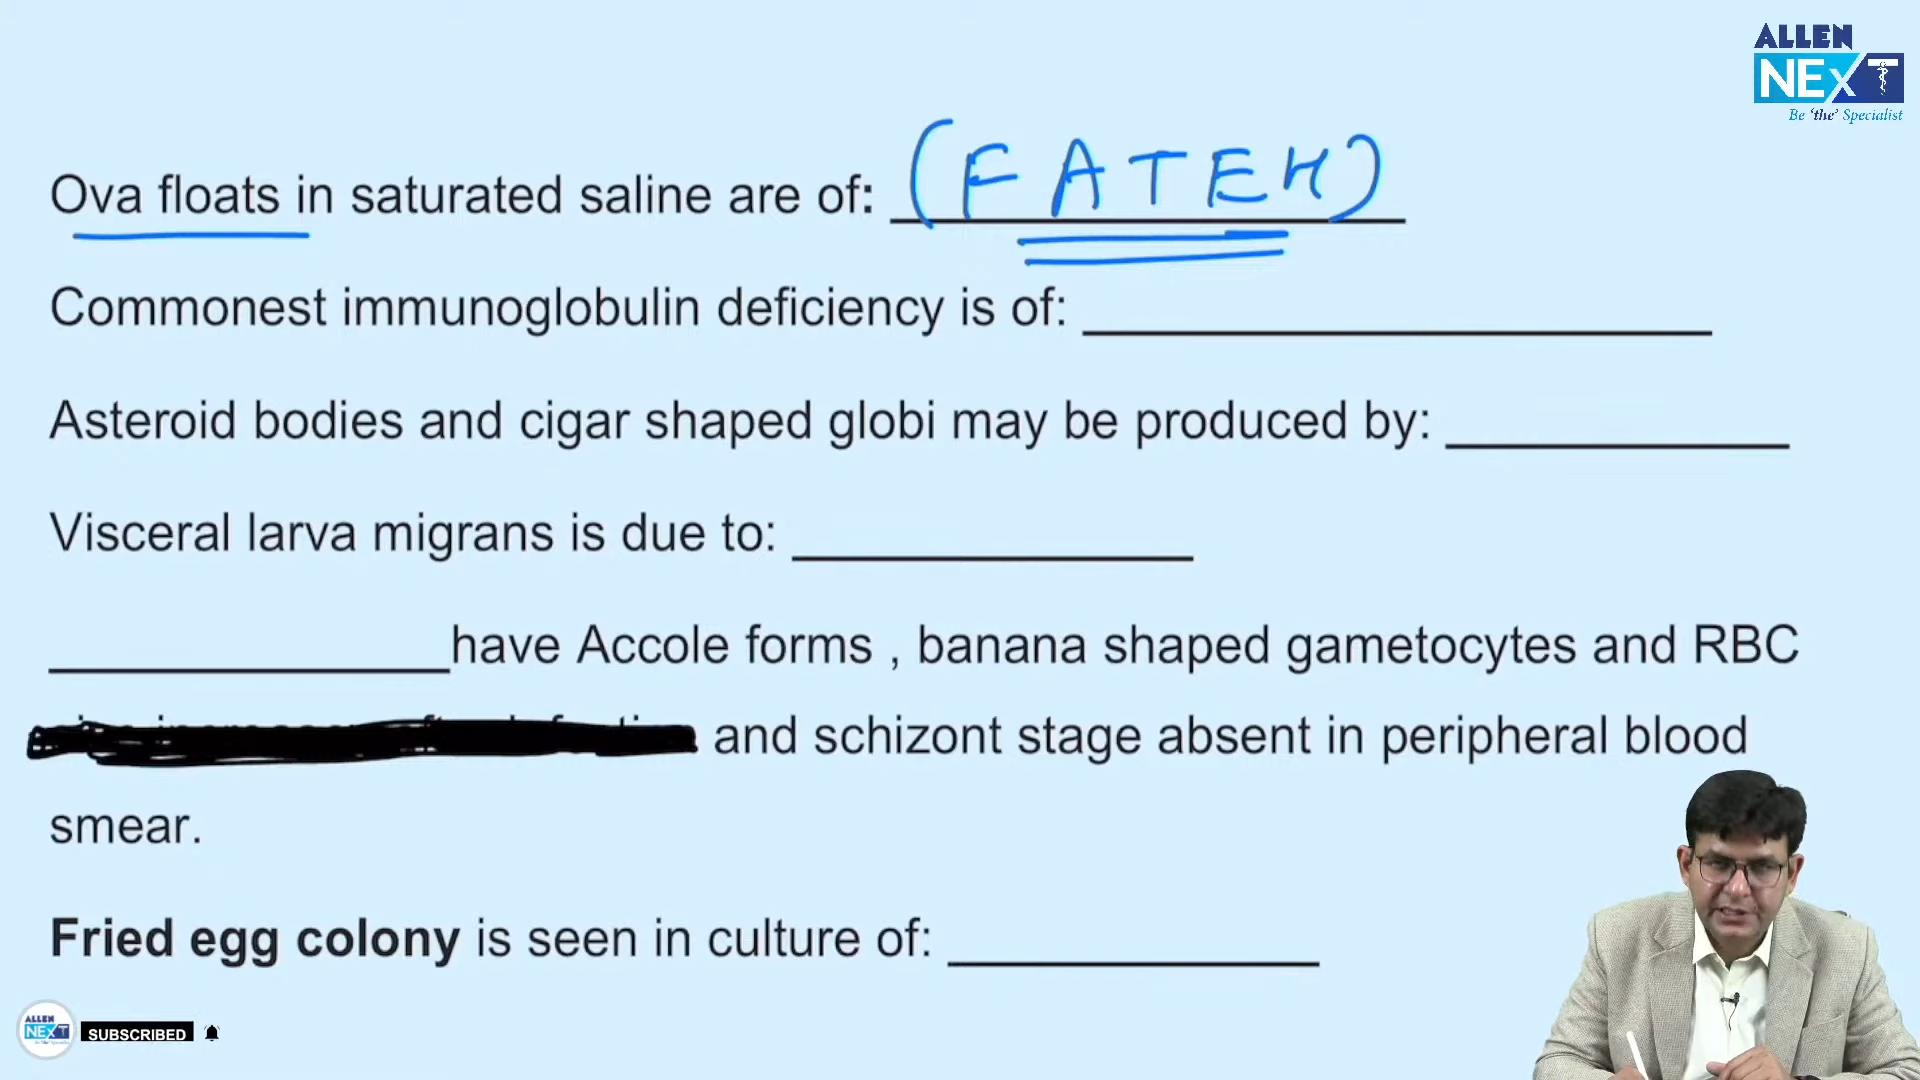 ALLEN
NEXT
Be 'the' Specialist
Ova floats in saturated saline are of: (FATEH)
Commonest immunoglobulin deficiency is of:
Asteroid bodies and cigar shaped globi may be produced by:
Visceral larva migrans is due to:
have Accole forms , banana shaped gametocytes and RBC
and schizont stage absent in peripheral blood
smear.
Fried egg colony is seen in culture of:
ALLEN
NEXT
SUBSCRIBED